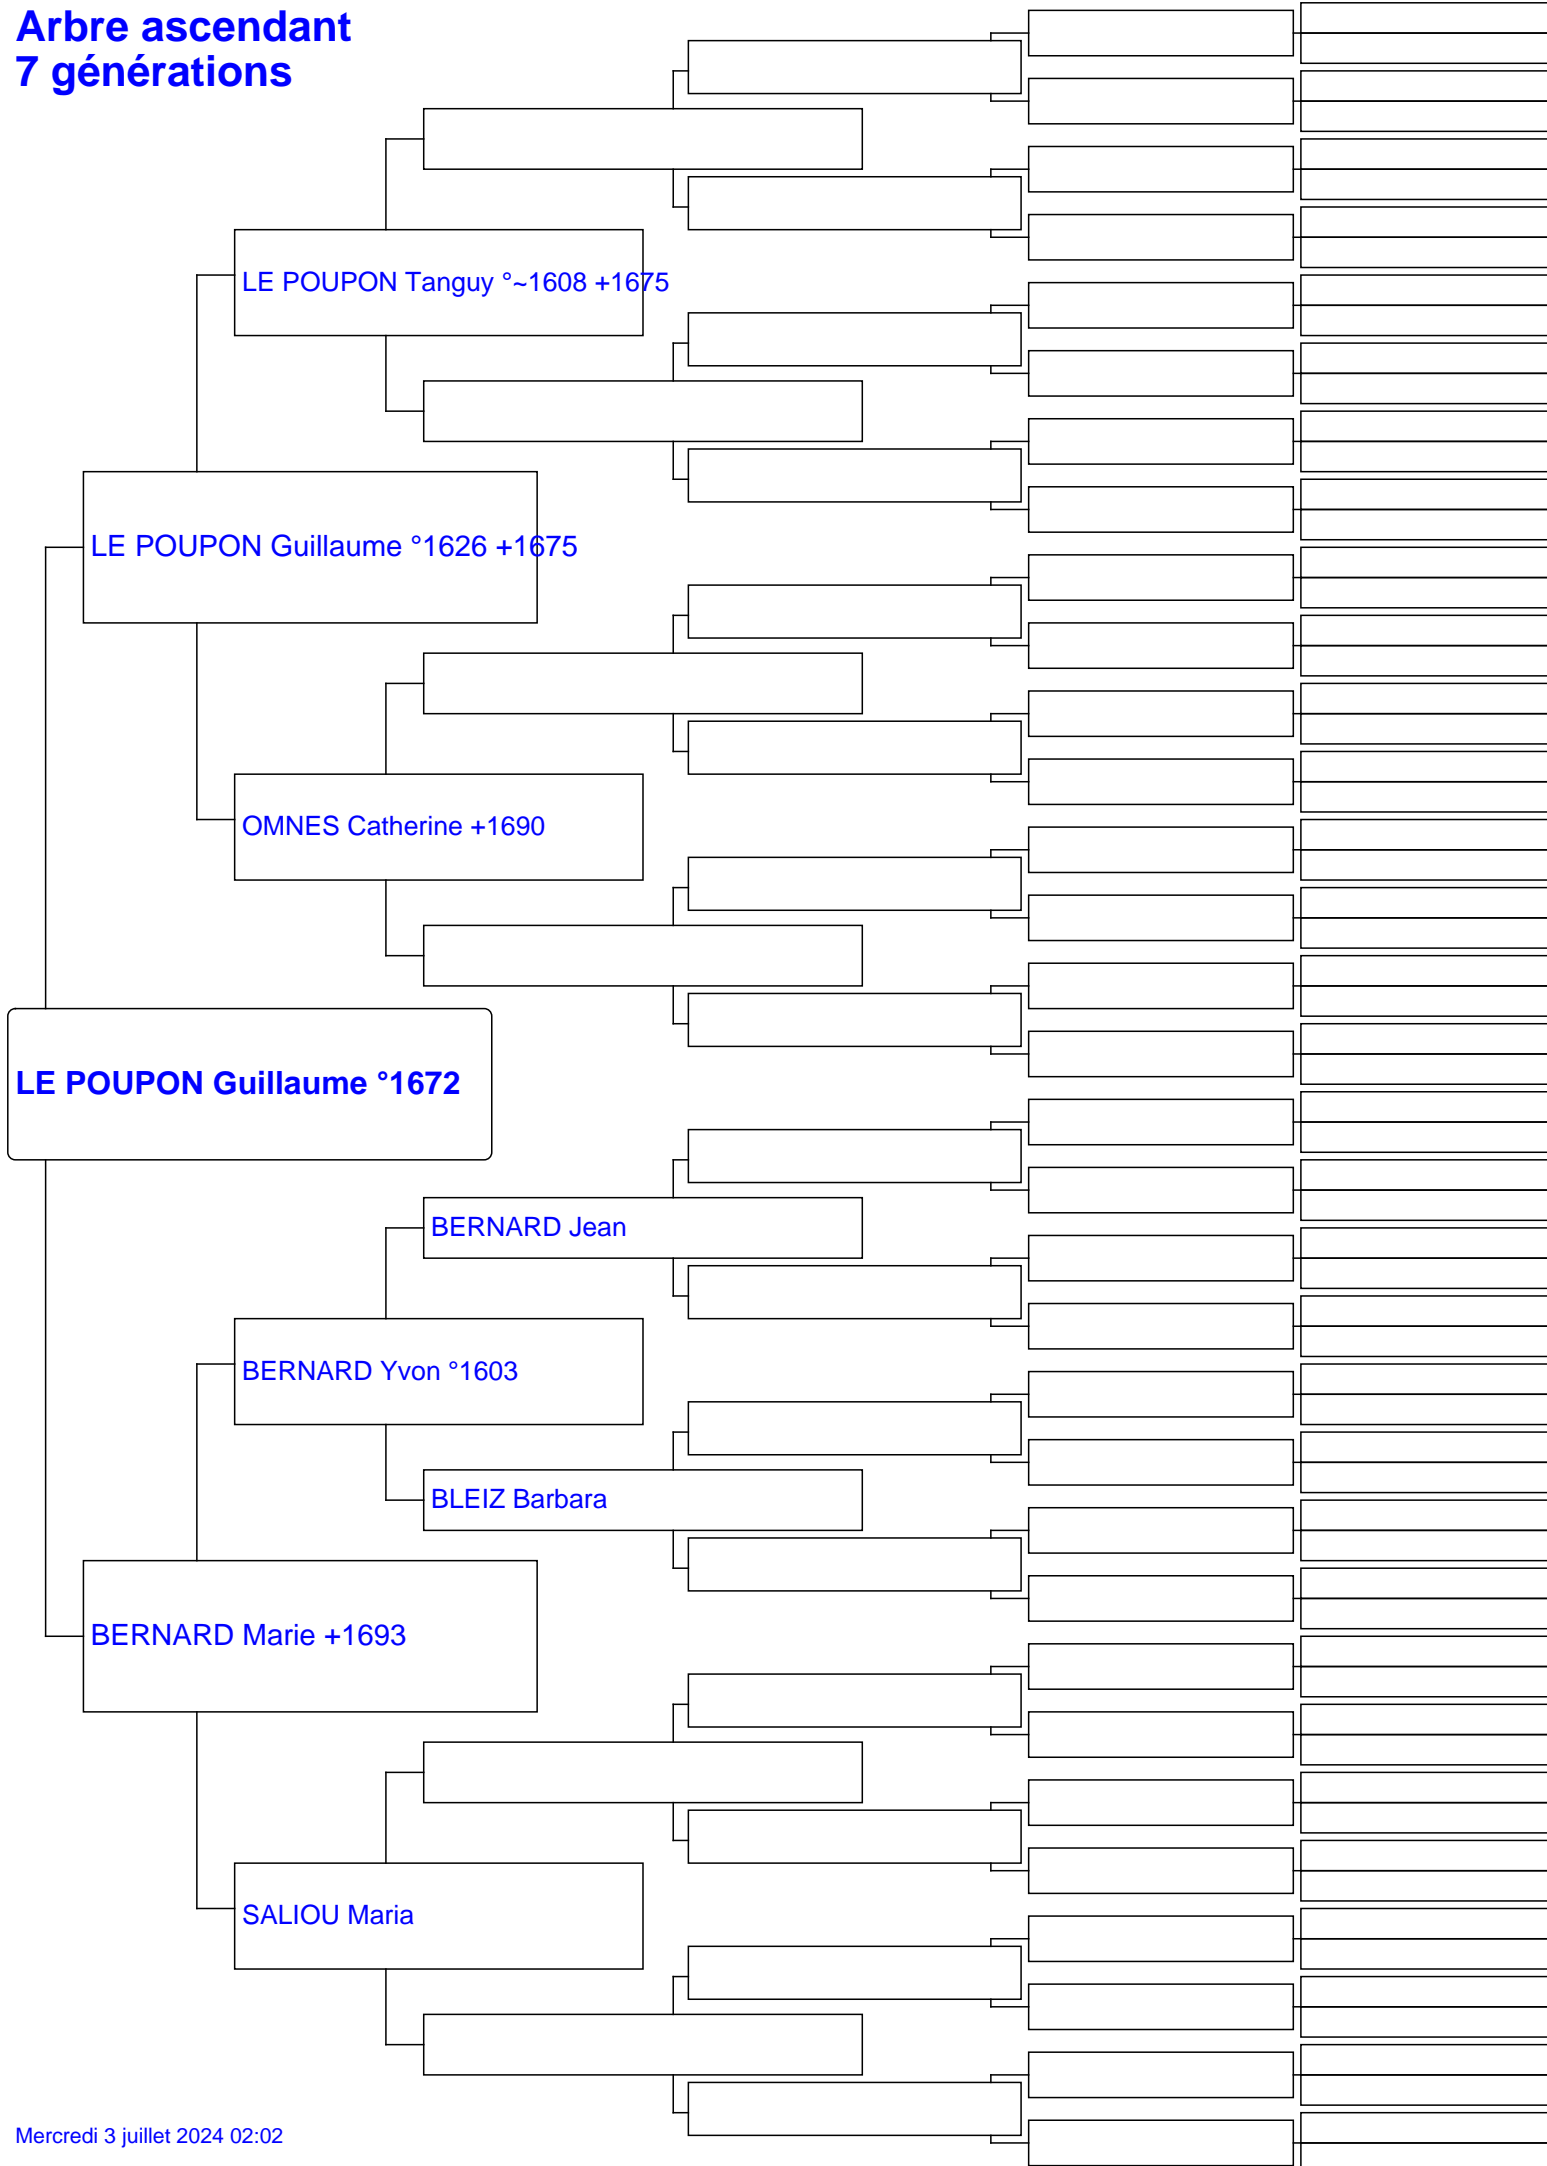 Arbre ascendant
7 générations
LE POUPON Tanguy °~1608 +1675
LE POUPON Guillaume °1626 +1675
OMNES Catherine +1690
LE POUPON Guillaume °1672
BERNARD Jean
BERNARD Yvon °1603
BLEIZ Barbara
BERNARD Marie +1693
SALIOU Maria
Mercredi 3 juillet 2024 02:02